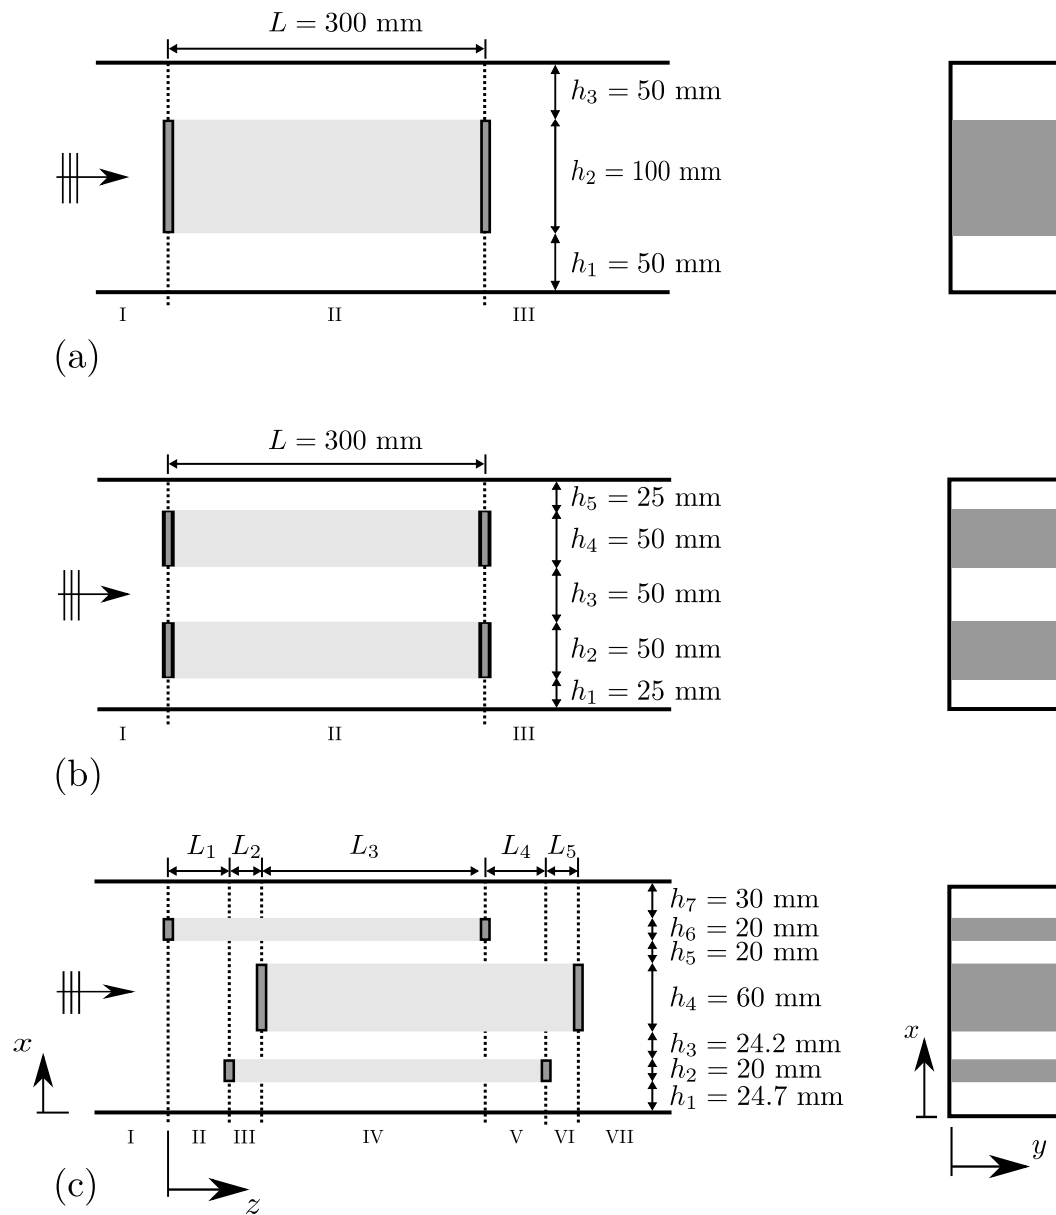 L = 300 mm
h₃ = 50 mm
h₂ = 100 mm
h₁ = 50 mm
I II III
(a)
L = 300 mm
h₅ = 25 mm
h₄ = 50 mm
h₃ = 50 mm
h₂ = 50 mm
h₁ = 25 mm
I II III
(b)
L₁ L₂ L₃ L₄ L₅
h₇ = 30 mm
h₆ = 20 mm
h₅ = 20 mm
h₄ = 60 mm
x
x
h₃ = 24.2 mm
h₂ = 20 mm
h₁ = 24.7 mm
I II III IV V VI VII
y
(c)
z